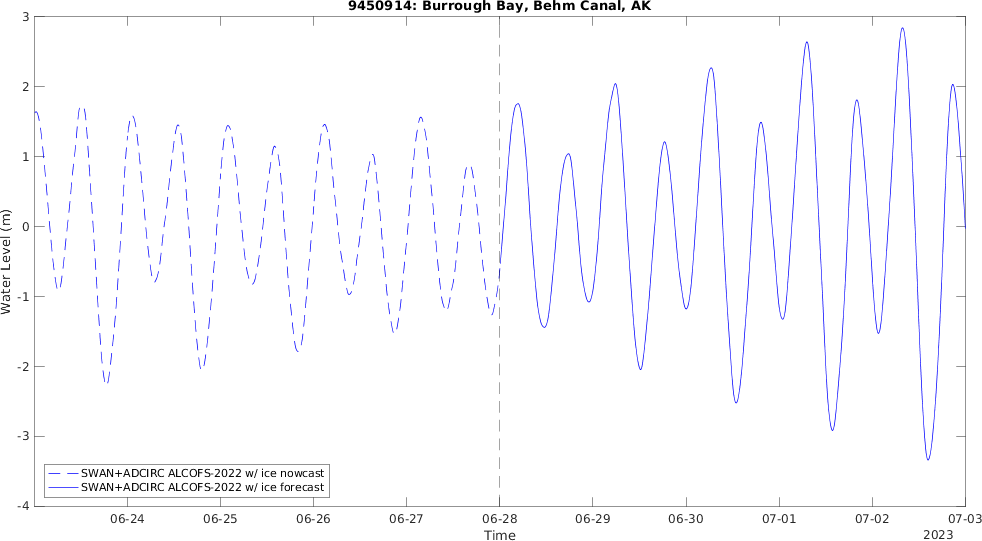 9450914: Burrough Bay, Behm Canal, AK
3
2
1
0
-1
-2
-3
-4
Water Level (m)
SWAN+ADCIRC ALCOFS-2022 w/ ice nowcast
SWAN+ADCIRC ALCOFS-2022 w/ ice forecast
06-24 06-25 06-26 06-27 06-28 06-29 06-30 07-01 07-02 07-03
Time 2023